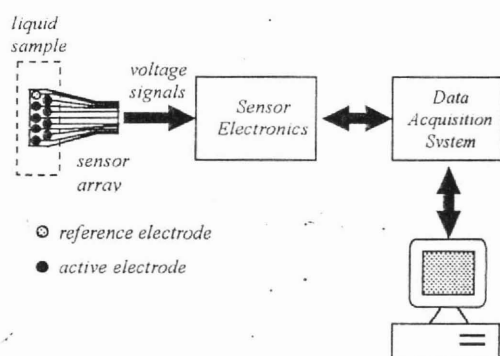 liquid
sample
voltage
signals
Sensor
Electronics
Data
Acquisition
System
sensor
array
reference electrode
active electrode